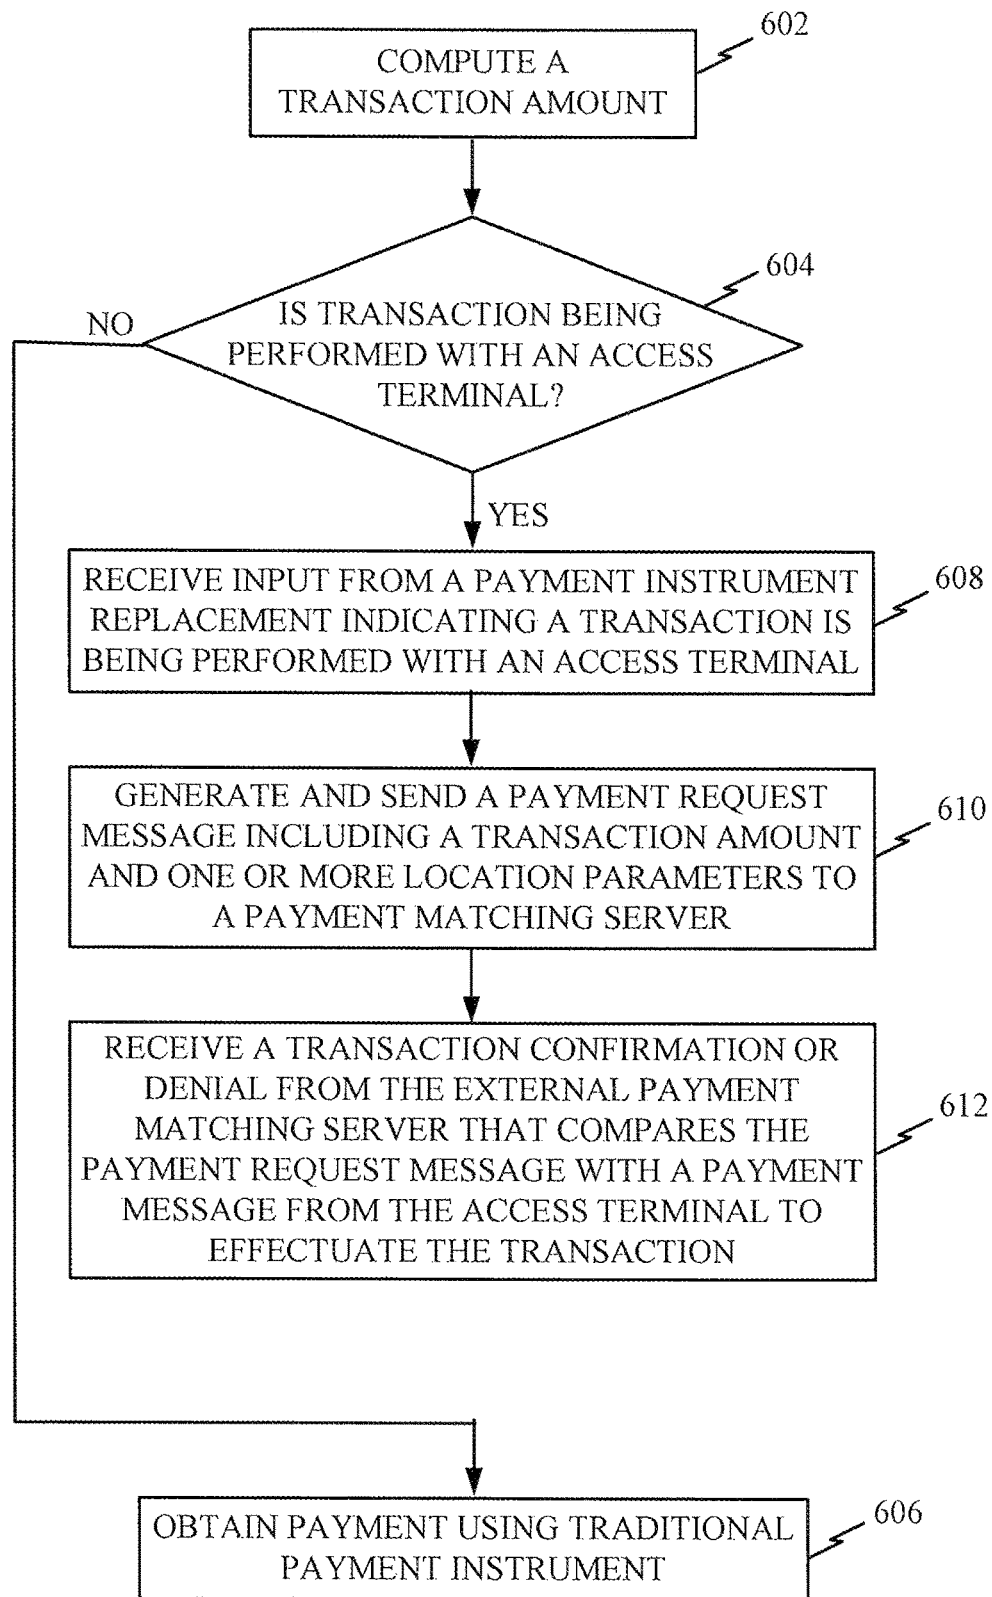 602
COMPUTE A
TRANSACTION AMOUNT
604
IS TRANSACTION BEING
PERFORMED WITH AN ACCESS
TERMINAL?
NO
YES
608
RECEIVE INPUT FROM A PAYMENT INSTRUMENT
REPLACEMENT INDICATING A TRANSACTION IS
BEING PERFORMED WITH AN ACCESS TERMINAL
610
GENERATE AND SEND A PAYMENT REQUEST
MESSAGE INCLUDING A TRANSACTION AMOUNT
AND ONE OR MORE LOCATION PARAMETERS TO
A PAYMENT MATCHING SERVER
612
RECEIVE A TRANSACTION CONFIRMATION OR
DENIAL FROM THE EXTERNAL PAYMENT
MATCHING SERVER THAT COMPARES THE
PAYMENT REQUEST MESSAGE WITH A PAYMENT
MESSAGE FROM THE ACCESS TERMINAL TO
EFFECTUATE THE TRANSACTION
606
OBTAIN PAYMENT USING TRADITIONAL
PAYMENT INSTRUMENT